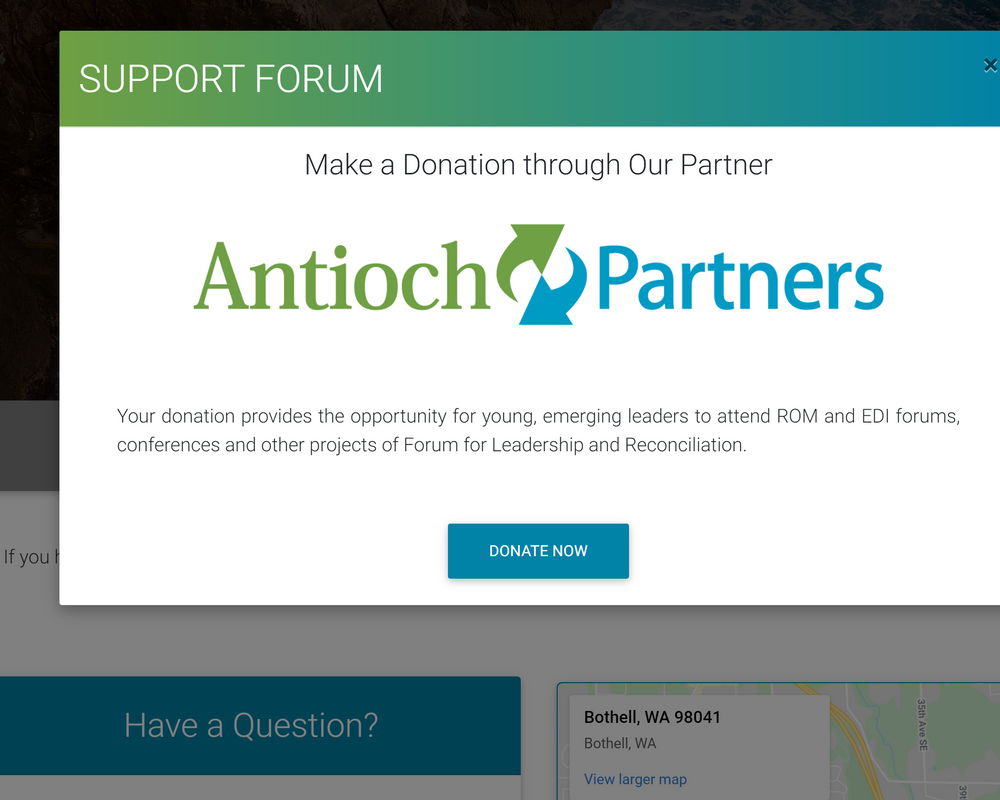 SUPPORT FORUM
×
Make a Donation through Our Partner
Antioch Partners
Your donation provides the opportunity for young, emerging leaders to attend ROM and EDI forums,
conferences and other projects of Forum for Leadership and Reconciliation.
DONATE NOW
If you
Have a Question?
Bothell, WA 98041
Bothell, WA
View larger map
35th Ave SE